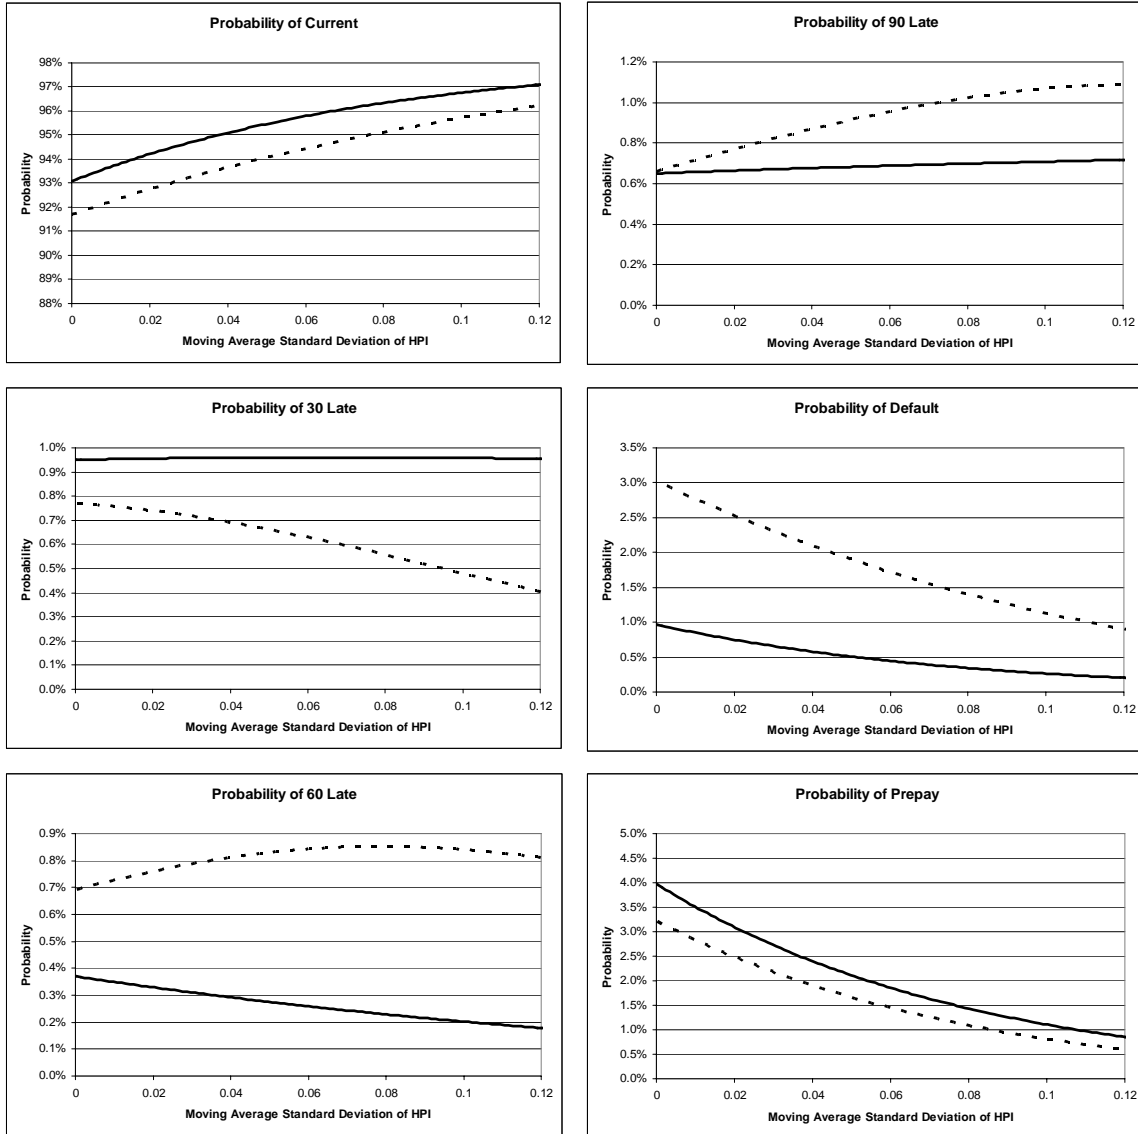 Probability of Current
98%
97%
96%
95%
94%
93%
92%
91%
90%
89%
88%
Probability
0 0.02 0.04 0.06 0.08 0.1 0.12
Moving Average Standard Deviation of HPI
Probability of 90 Late
1.2%
1.0%
0.8%
0.6%
0.4%
0.2%
0.0%
Probability
0 0.02 0.04 0.06 0.08 0.1 0.12
Moving Average Standard Deviation of HPI
Probability of 30 Late
1.0%
0.9%
0.8%
0.7%
0.6%
0.5%
0.4%
0.3%
0.2%
0.1%
0.0%
Probability
0 0.02 0.04 0.06 0.08 0.1 0.12
Moving Average Standard Deviation of HPI
Probability of Default
3.5%
3.0%
2.5%
2.0%
1.5%
1.0%
0.5%
0.0%
Probability
0 0.02 0.04 0.06 0.08 0.1 0.12
Moving Average Standard Deviation of HPI
Probability of 60 Late
0.9%
0.8%
0.7%
0.6%
0.5%
0.4%
0.3%
0.2%
0.1%
0.0%
Probability
0 0.02 0.04 0.06 0.08 0.1 0.12
Moving Average Standard Deviation of HPI
Probability of Prepay
5.0%
4.5%
4.0%
3.5%
3.0%
2.5%
2.0%
1.5%
1.0%
0.5%
0.0%
Probability
0 0.02 0.04 0.06 0.08 0.1 0.12
Moving Average Standard Deviation of HPI